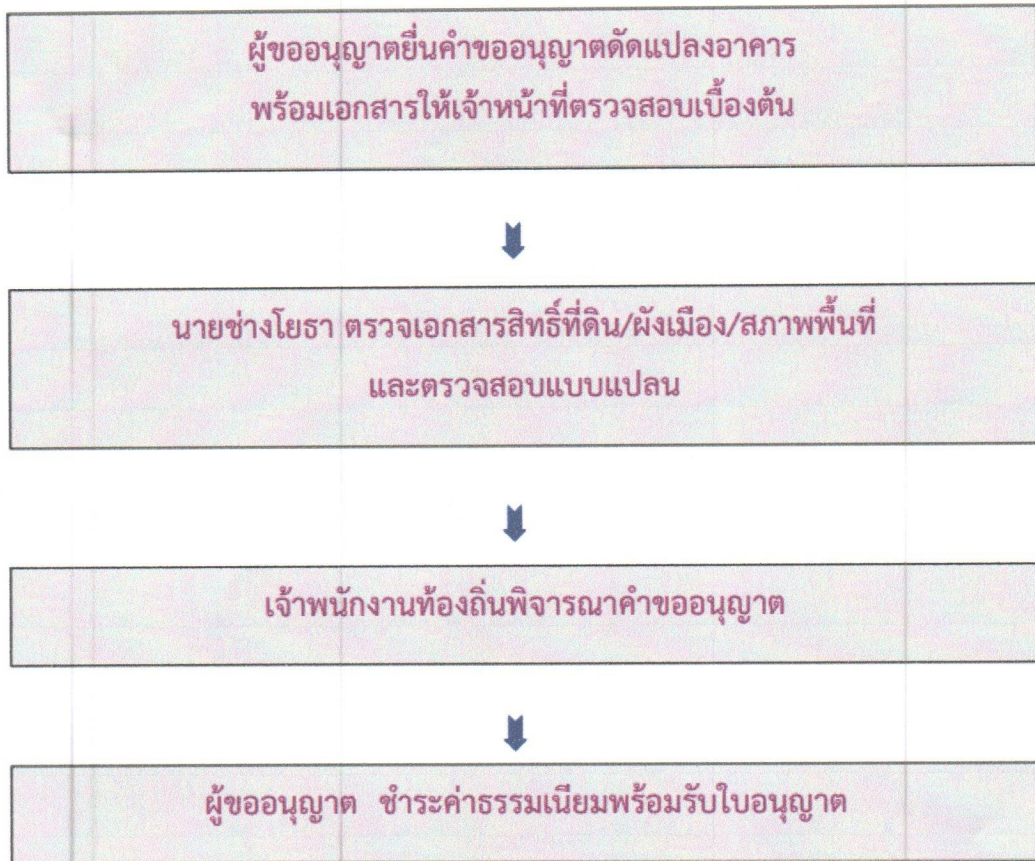 ผู้ขออนุญาตยื่นคำขออนุญาตดัดแปลงอาคาร
พร้อมเอกสารให้เจ้าหน้าที่ตรวจสอบเบื้องต้น
นายช่างโยธา ตรวจเอกสารสิทธิ์ที่ดิน/ผังเมือง/สภาพพื้นที่
และตรวจสอบแบบแปลน
เจ้าพนักงานท้องถิ่นพิจารณาคำขออนุญาต
ผู้ขออนุญาต ชำระค่าธรรมเนียมพร้อมรับใบอนุญาต